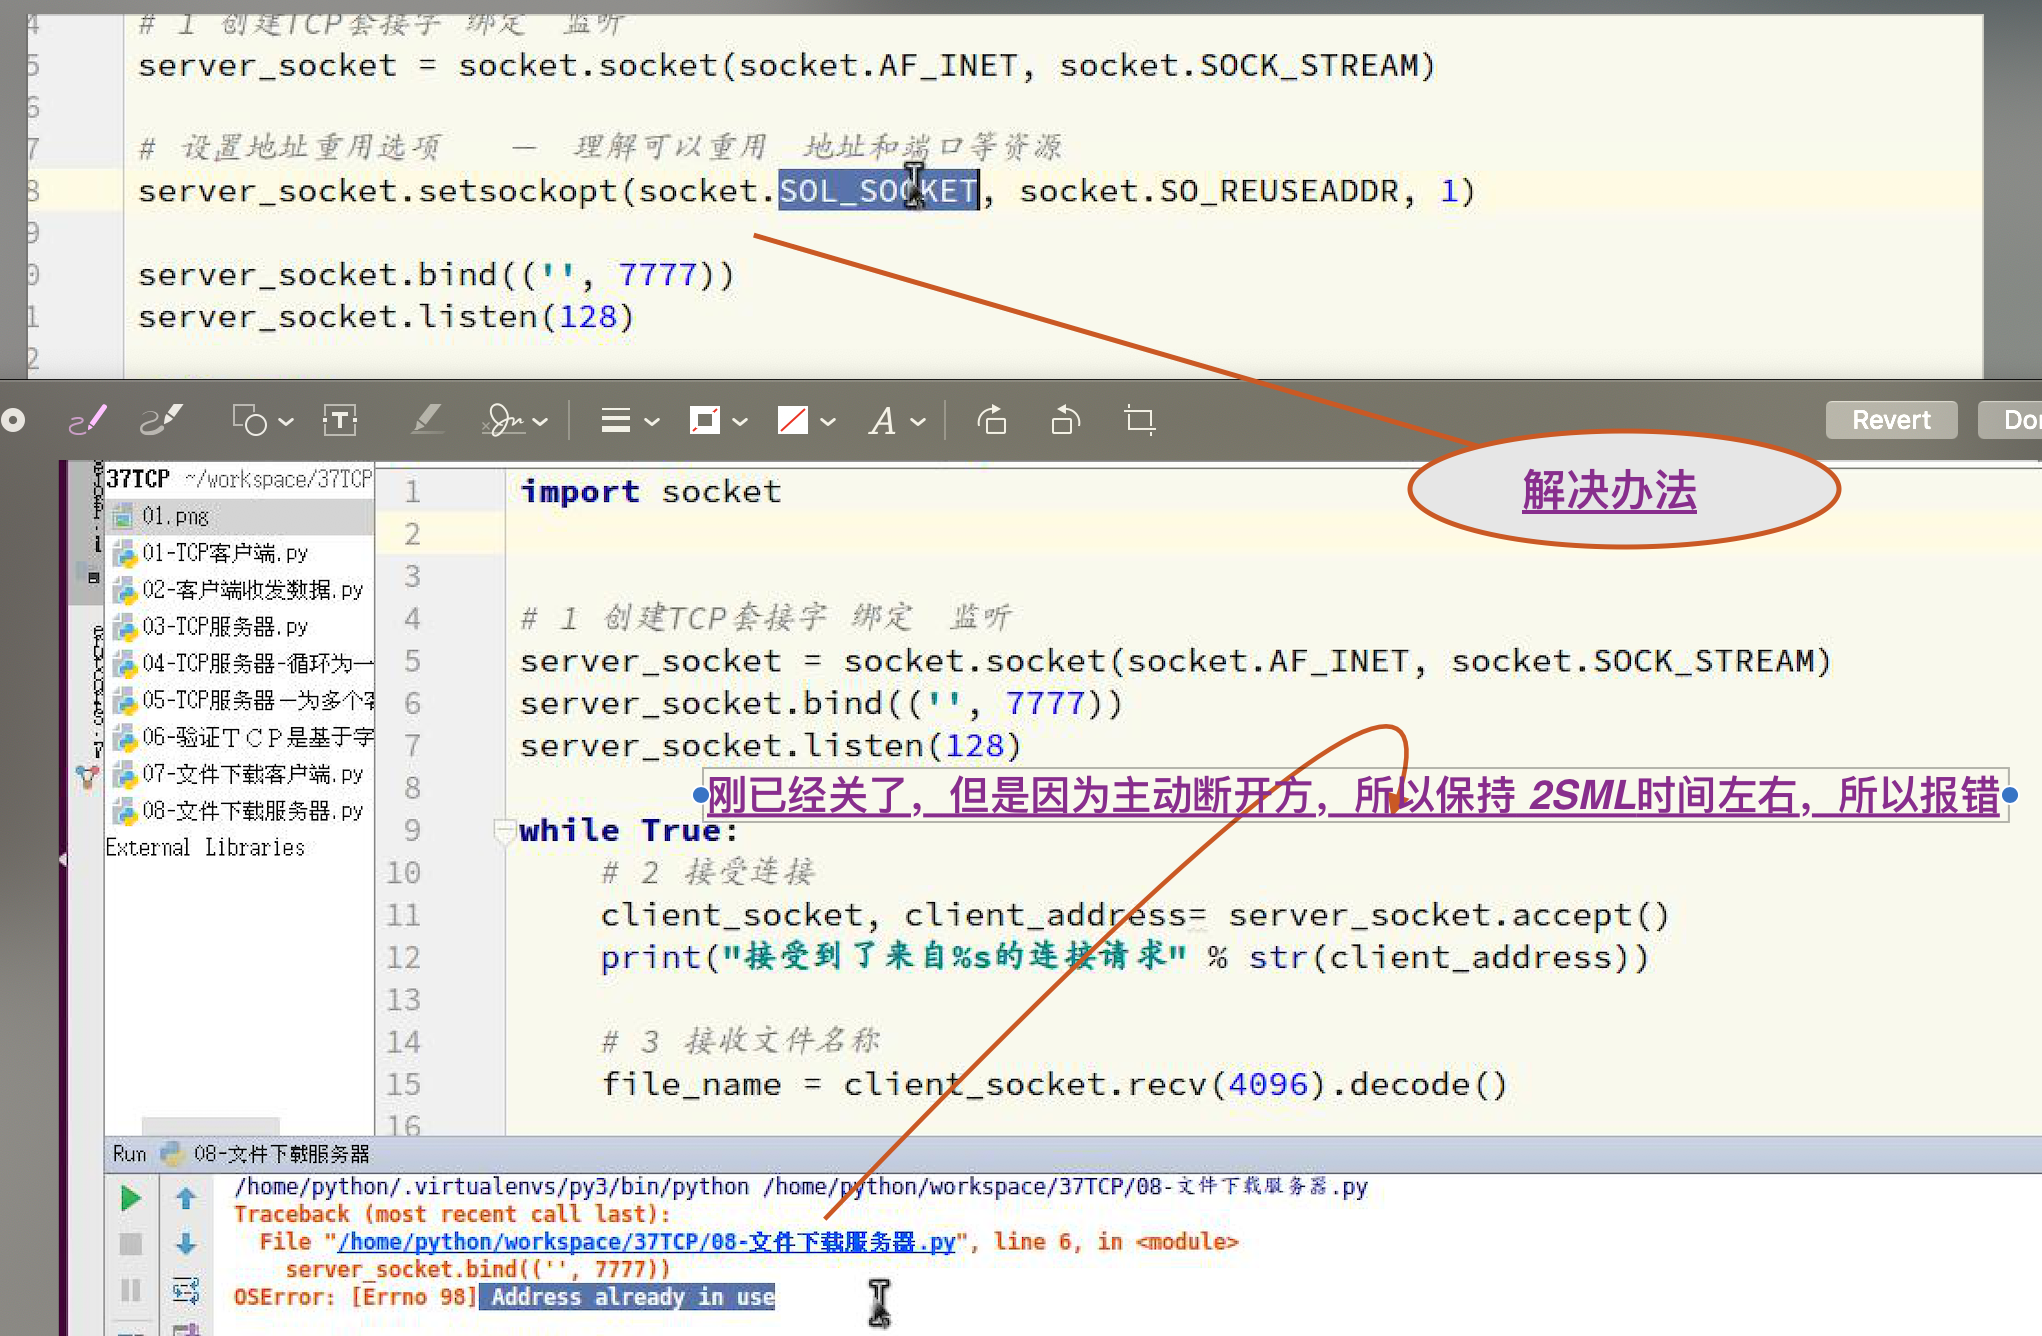 4 # 1 创建TCP套接字 绑定 监听
5 server_socket = socket.socket(socket.AF_INET, socket.SOCK_STREAM)
6
7 # 设置地址重用选项 — 理解可以重用 地址和端口等资源
8 server_socket.setsockopt(socket.SOL_SOCKET, socket.SO_REUSEADDR, 1)
9
0 server_socket.bind(('', 7777))
1 server_socket.listen(128)
2
Revert
解决办法
37TCP ~/workspace/37TCP
01.png
01-TCP客户端.py
02-客户端收发数据.py
03-TCP服务器.py
04-TCP服务器-循环为一
05-TCP服务器－为多个
06-验证ＴＣＰ是基于字
07-文件下载客户端.py
08-文件下载服务器.py
External Libraries
1 import socket
2
3
4 # 1 创建TCP套接字 绑定 监听
5 server_socket = socket.socket(socket.AF_INET, socket.SOCK_STREAM)
6 server_socket.bind(('', 7777))
7 server_socket.listen(128)
8
刚已经关了，但是因为主动断开方，所以保持 2SML时间左右，所以报错
9 while True:
10 # 2 接受连接
11 client_socket, client_address= server_socket.accept()
12 print("接受到了来自%s的连接请求" % str(client_address))
13
14 # 3 接收文件名称
15 file_name = client_socket.recv(4096).decode()
16
Run 08-文件下载服务器
/home/python/.virtualenvs/py3/bin/python /home/python/workspace/37TCP/08-文件下载服务器.py
Traceback (most recent call last):
File "/home/python/workspace/37TCP/08-文件下载服务器.py", line 6, in <module>
server_socket.bind(('', 7777))
OSError: [Errno 98] Address already in use